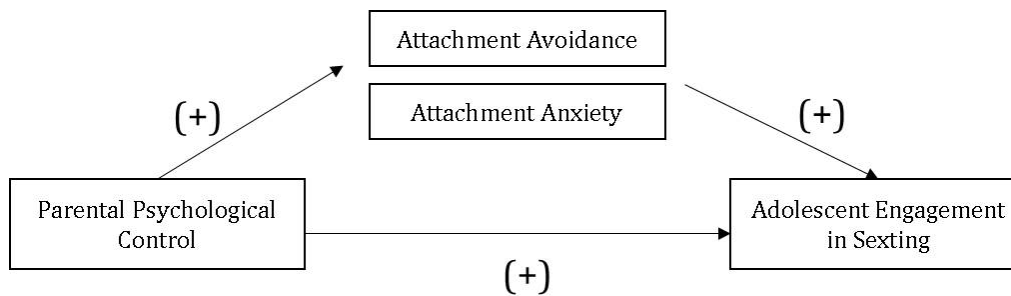 Attachment Avoidance
Attachment Anxiety
(+)
(+)
Parental Psychological
Control
Adolescent Engagement
in Sexting
(+)